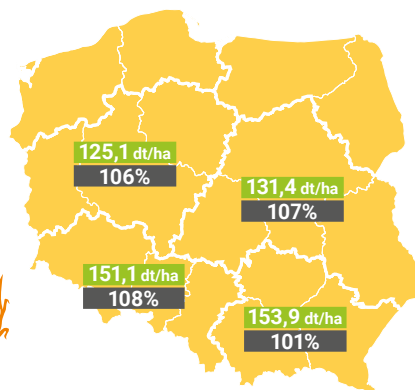 125,1 dt/ha
106%
131,4 dt/ha
107%
151,1 dt/ha
108%
153,9 dt/ha
101%